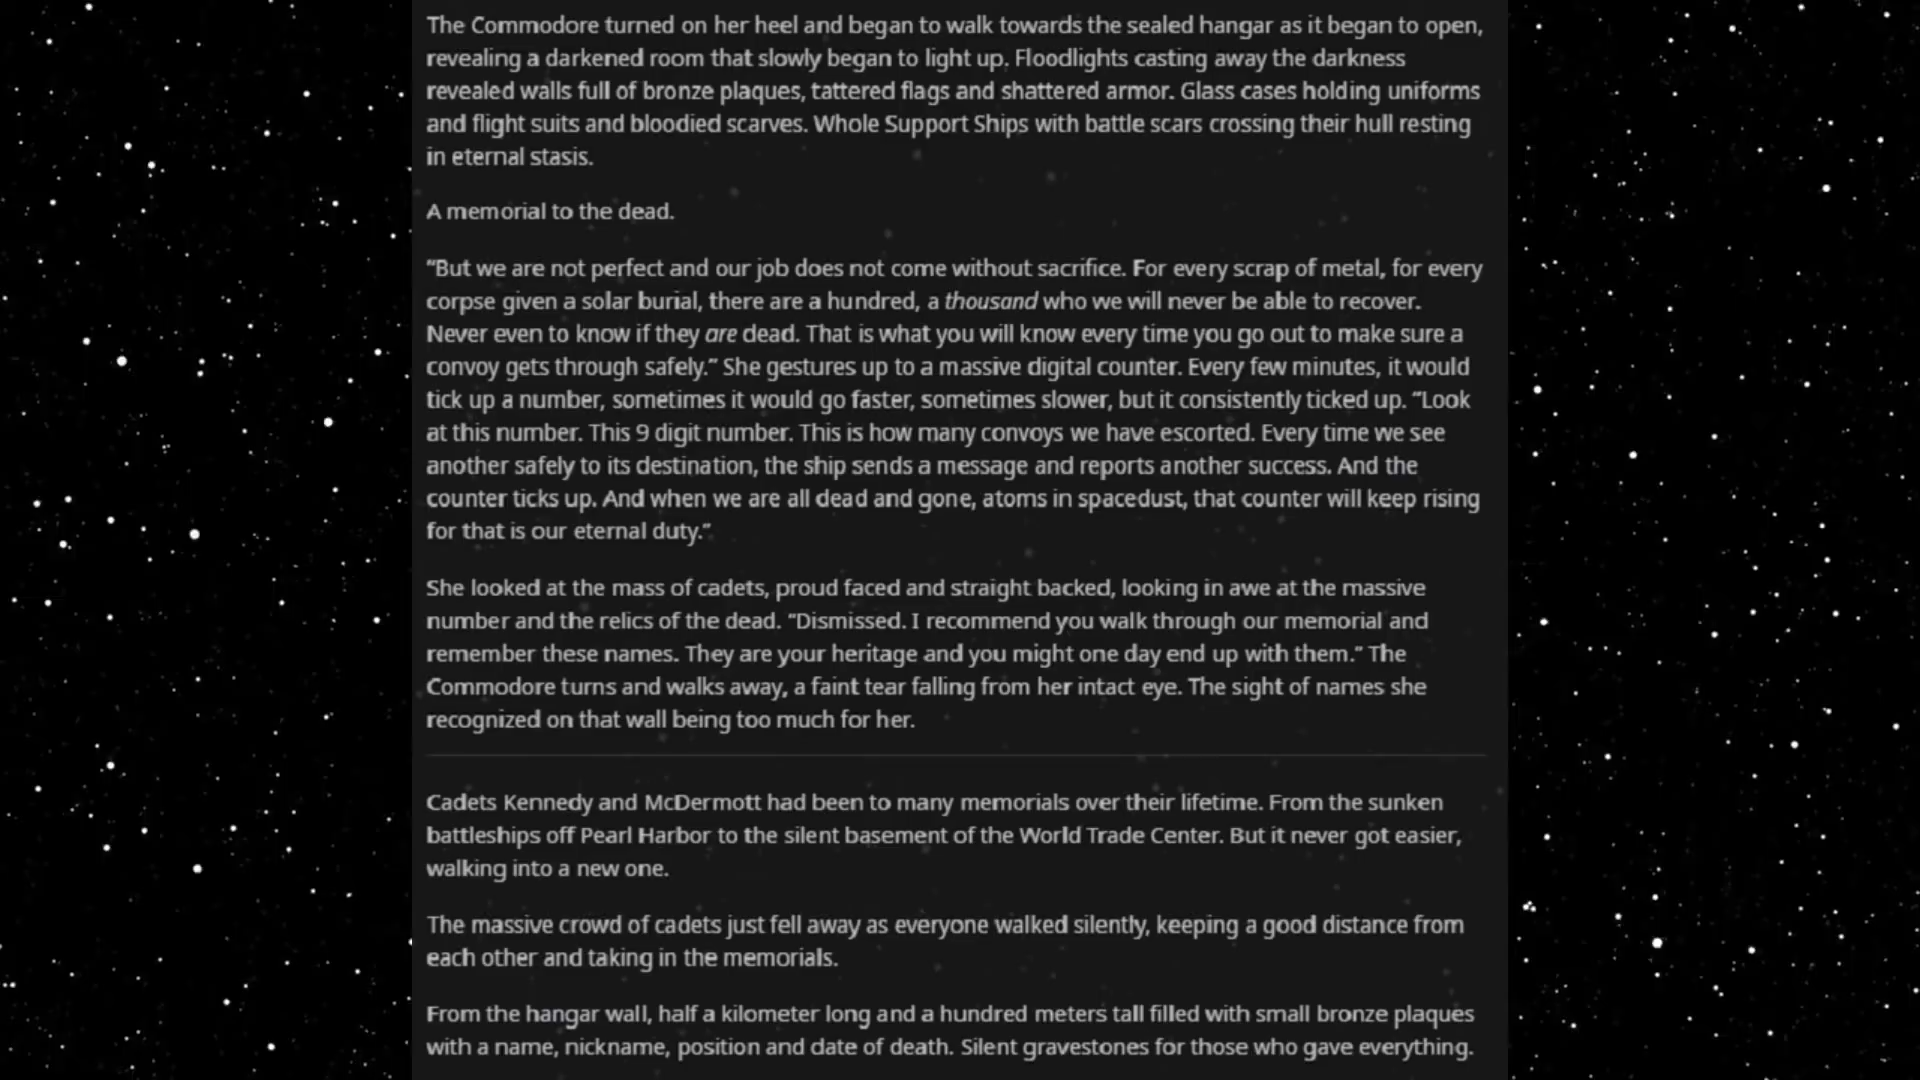 The Commodore turned on her heel and began to walk towards the sealed hangar as it began to open,
revealing a darkened room that slowly began to light up. Floodlights casting away the darkness
revealed walls full of bronze plaques, tattered flags and shattered armor. Glass cases holding uniforms
and flight suits and bloodied scarves. Whole Support Ships with battle scars crossing their hull resting
in eternal stasis.
A memorial to the dead.
“But we are not perfect and our job does not come without sacrifice. For every scrap of metal, for every
corpse given a solar burial, there are a hundred, a thousand who we will never be able to recover.
Never even to know if they are dead. That is what you will know every time you go out to make sure a
convoy gets through safely.” She gestures up to a massive digital counter. Every few minutes, it would
tick up a number, sometimes it would go faster, sometimes slower, but it consistently ticked up. “Look
at this number. This 9 digit number. This is how many convoys we have escorted. Every time we see
another safely to its destination, the ship sends a message and reports another success. And the
counter ticks up. And when we are all dead and gone, atoms in spacedust, that counter will keep rising
for that is our eternal duty.”
She looked at the mass of cadets, proud faced and straight backed, looking in awe at the massive
number and the relics of the dead. “Dismissed. I recommend you walk through our memorial and
remember these names. They are your heritage and you might one day end up with them.” The
Commodore turns and walks away, a faint tear falling from her intact eye. The sight of names she
recognized on that wall being too much for her.
Cadets Kennedy and McDermott had been to many memorials over their lifetime. From the sunken
battleships off Pearl Harbor to the silent basement of the World Trade Center. But it never got easier,
walking into a new one.
The massive crowd of cadets just fell away as everyone walked silently, keeping a good distance from
each other and taking in the memorials.
From the hangar wall, half a kilometer long and a hundred meters tall filled with small bronze plaques
with a name, nickname, position and date of death. Silent gravestones for those who gave everything.